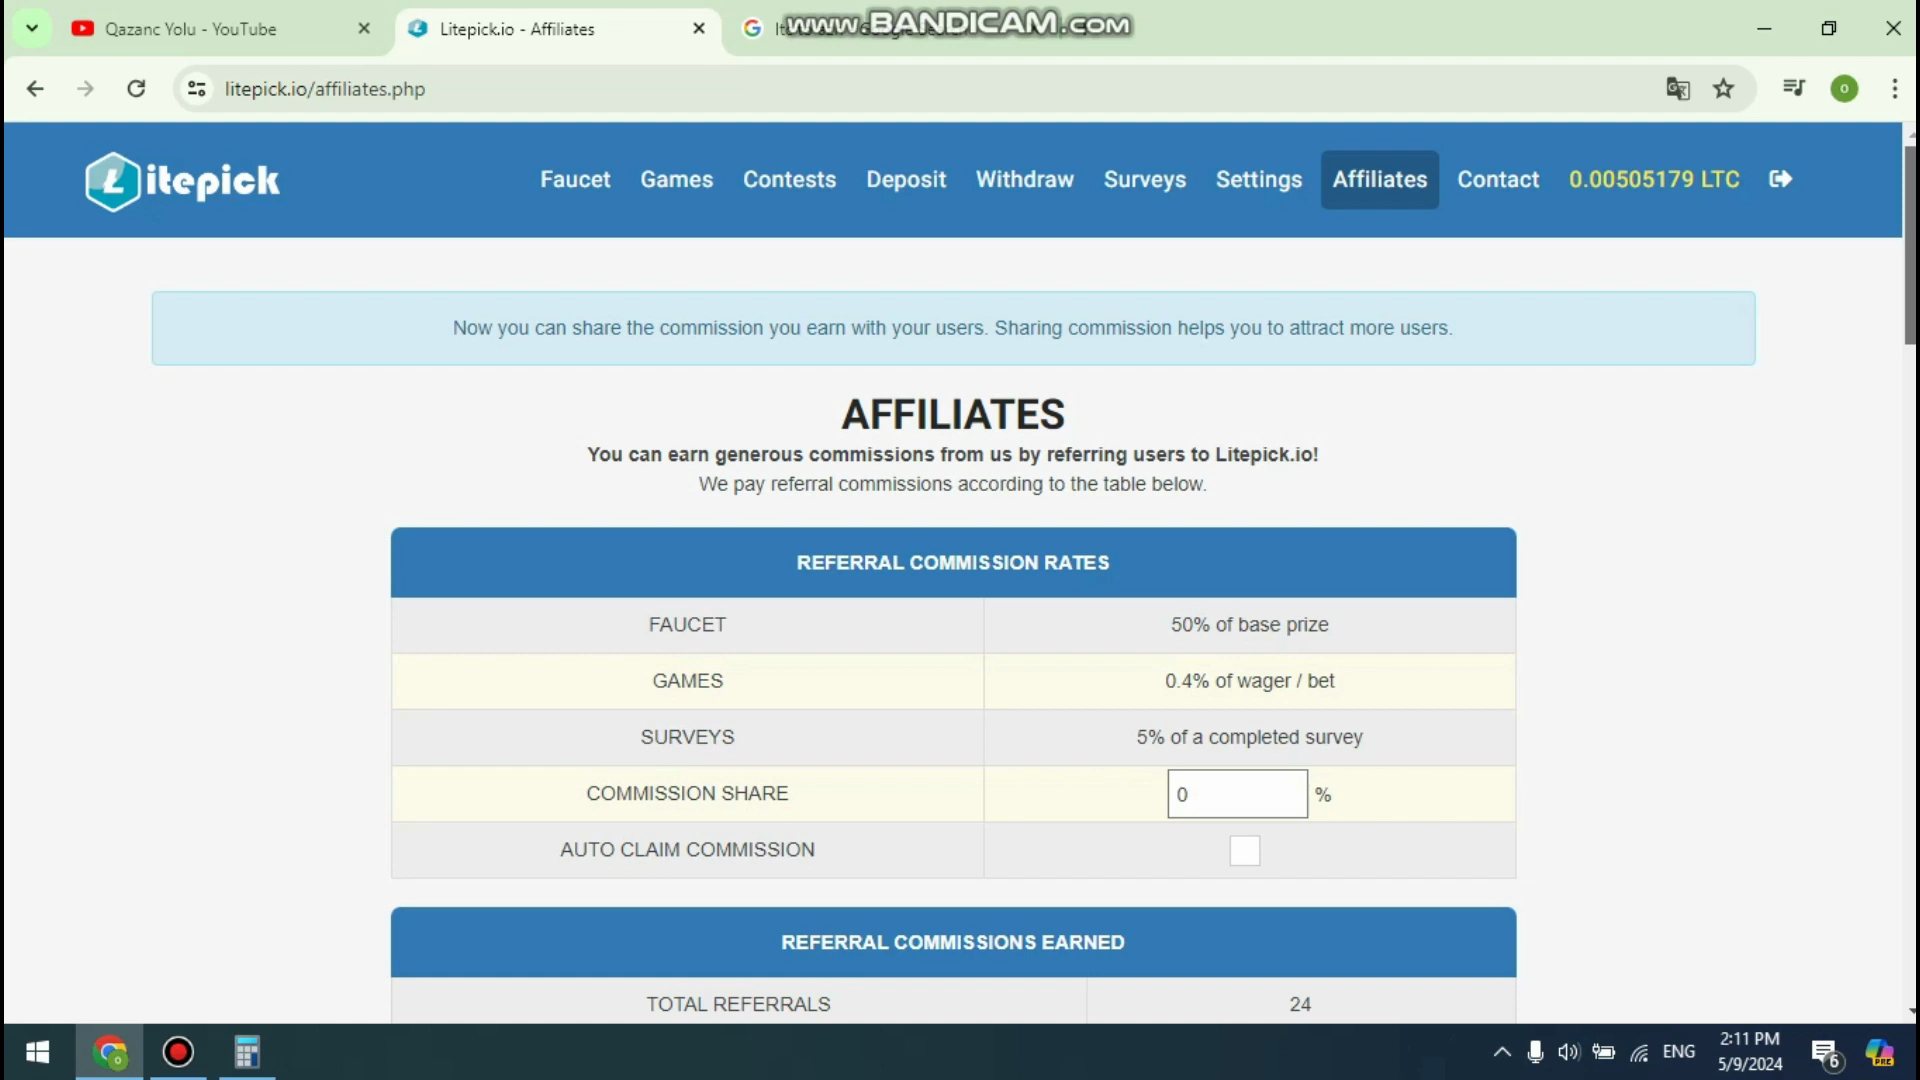 Qazanc Yolu - YouTube
Litepick.io - Affiliates
www.BANDICAM.com
litepick.io/affiliates.php
Litepick
Faucet
Games
Contests
Deposit
Withdraw
Surveys
Settings
Affiliates
Contact
0.00505179 LTC
Now you can share the commission you earn with your users. Sharing commission helps you to attract more users.
AFFILIATES
You can earn generous commissions from us by referring users to Litepick.io!
We pay referral commissions according to the table below.
REFERRAL COMMISSION RATES
FAUCET
50% of base prize
GAMES
0.4% of wager / bet
SURVEYS
5% of a completed survey
COMMISSION SHARE
0 %
AUTO CLAIM COMMISSION
REFERRAL COMMISSIONS EARNED
TOTAL REFERRALS
24
ENG
2:11 PM
5/9/2024
6
PRE